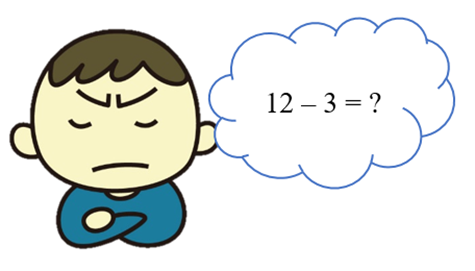 12 – 3 = ?